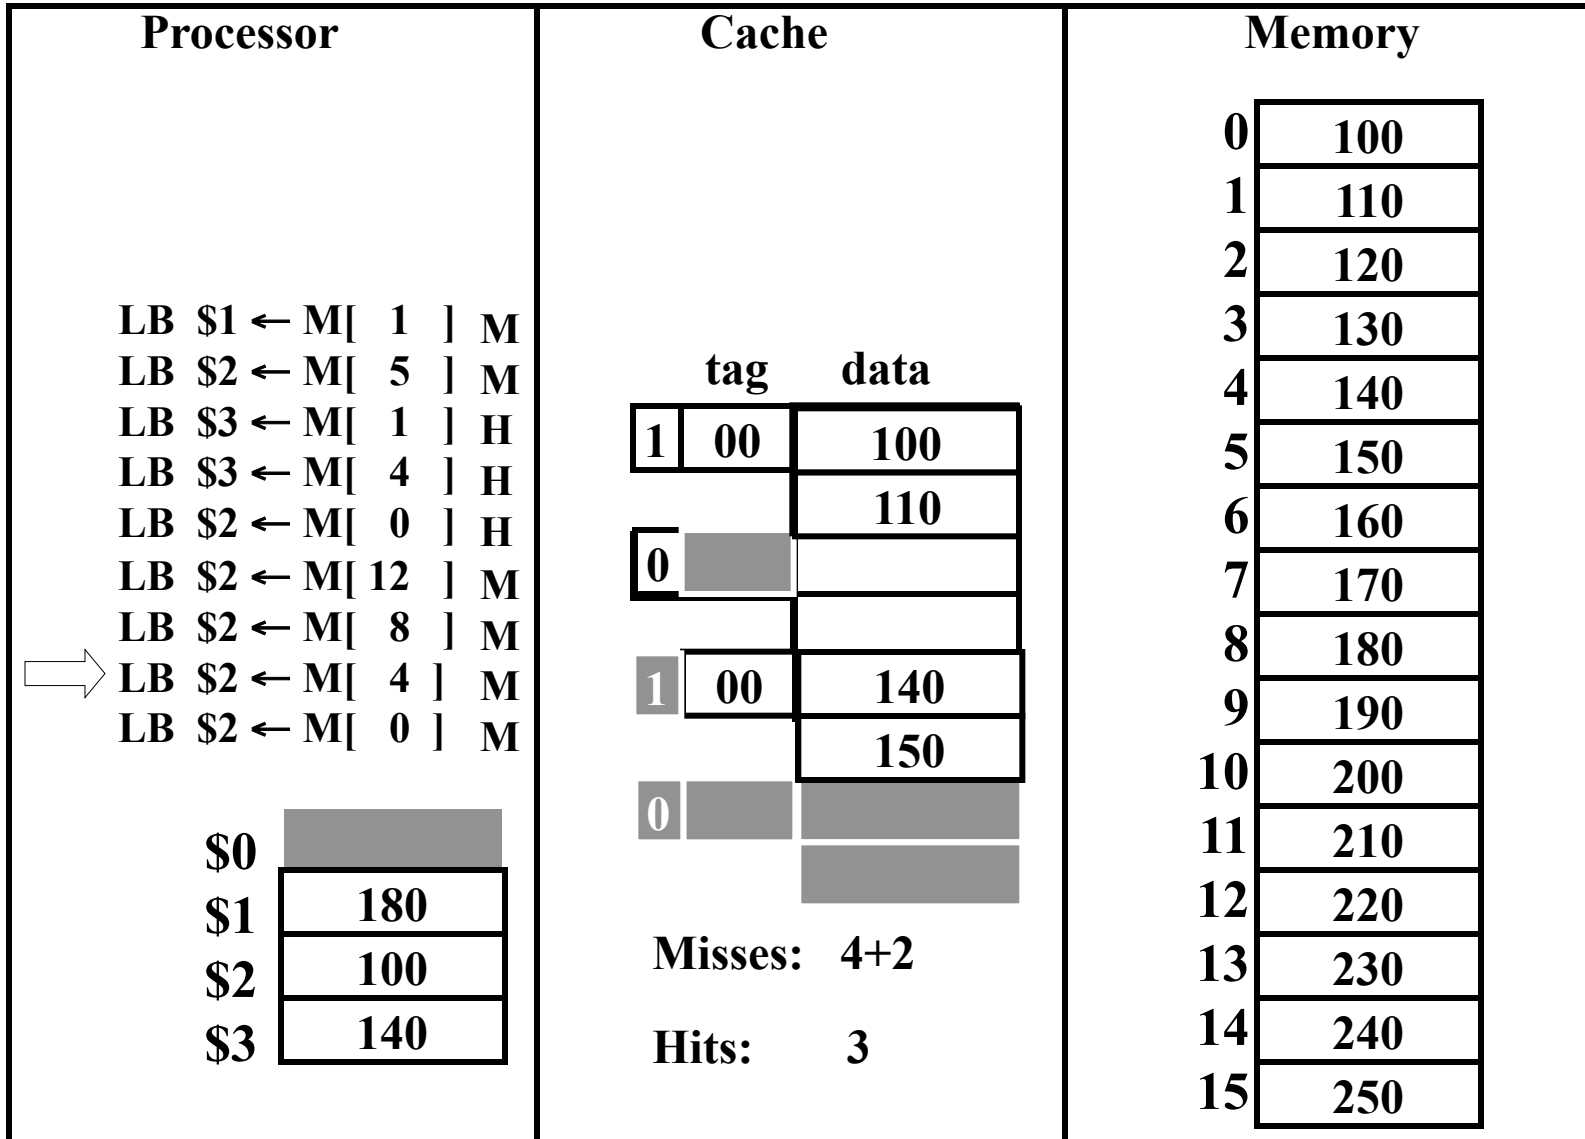 Processor
LB $1 ← M[ 1 ] M
LB $2 ← M[ 5 ] M
LB $3 ← M[ 1 ] H
LB $3 ← M[ 4 ] H
LB $2 ← M[ 0 ] H
LB $2 ← M[ 12 ] M
LB $2 ← M[ 8 ] M
LB $2 ← M[ 4 ] M
LB $2 ← M[ 0 ] M
$0
$1 180
$2 100
$3 140
Cache
tag data
1 00 100
110
0
1 00 140
150
0
Misses: 4+2
Hits: 3
Memory
0 100
1 110
2 120
3 130
4 140
5 150
6 160
7 170
8 180
9 190
10 200
11 210
12 220
13 230
14 240
15 250